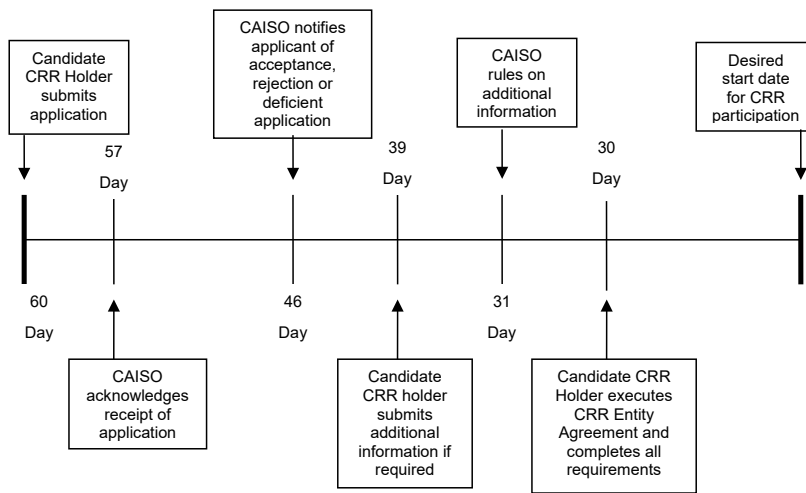 Candidate
CRR Holder
submits
application
CAISO notifies
applicant of
acceptance,
rejection or
deficient
application
CAISO
rules on
additional
information
Desired
start date
for CRR
participation
57
Day
39
Day
30
Day
60
Day
46
Day
31
Day
CAISO
acknowledges
receipt of
application
Candidate
CRR holder
submits
additional
information if
required
Candidate CRR
Holder executes
CRR Entity
Agreement and
completes all
requirements